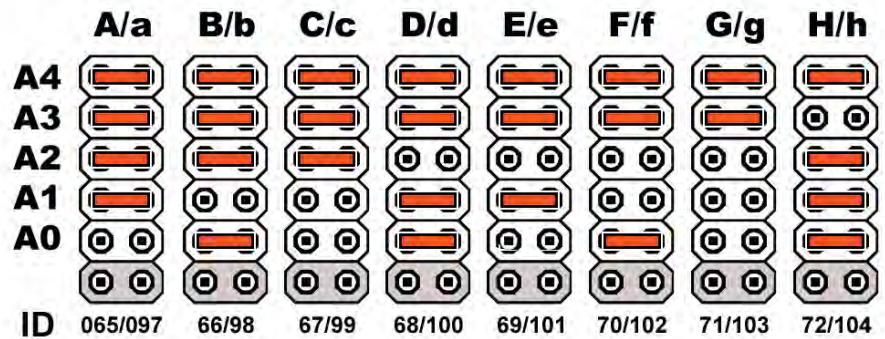 A/a B/b C/c D/d E/e F/f G/g H/h
A4
A3
A2
A1
A0
ID 065/097 66/98 67/99 68/100 69/101 70/102 71/103 72/104